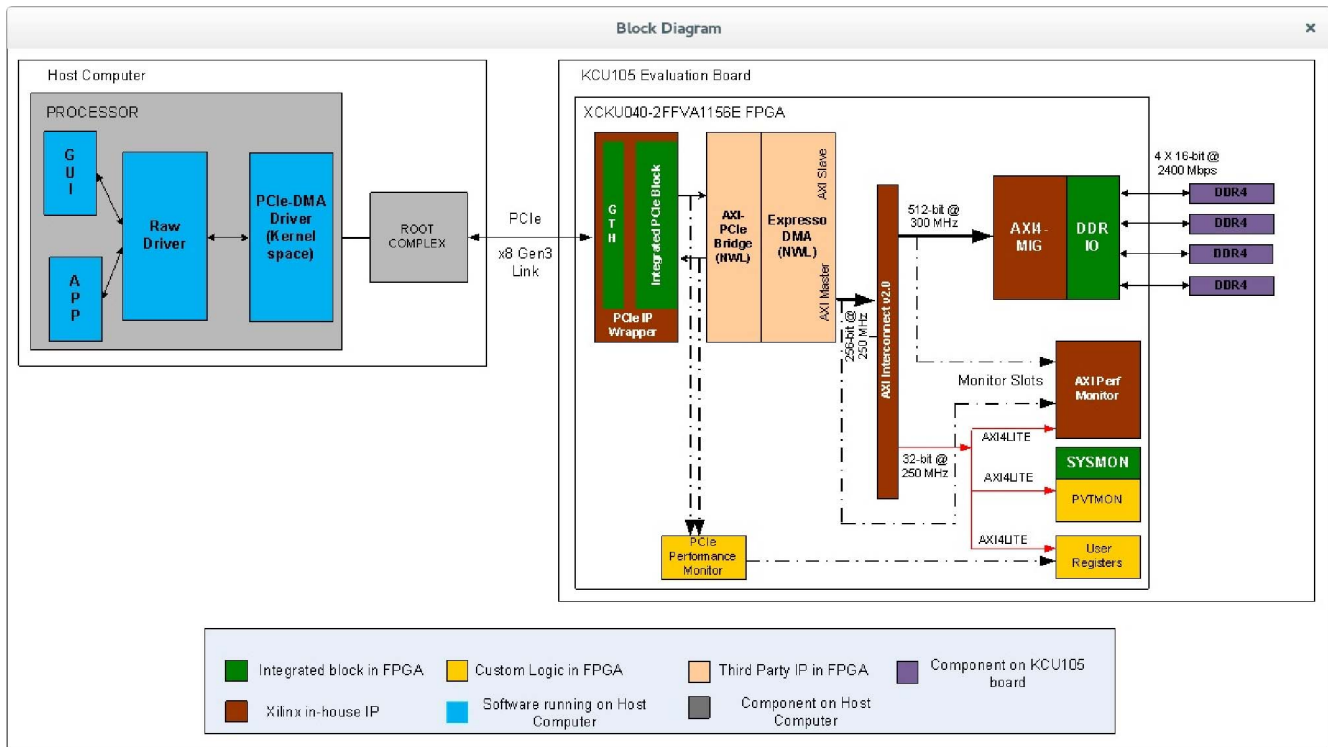 Block Diagram
×
Host Computer
PROCESSOR
G
U
I
A
P
P
Raw
Driver
PCIe-DMA
Driver
(Kernel
space)
ROOT
COMPLEX
PCIe
x8 Gen3
Link
KCU105 Evaluation Board
XCKU040-2FFVA1156E FPGA
G
T
H
Integrated PCIe Block
PCIe IP
Wrapper
AXI-
PCIe
Bridge
(NWL)
Expresso
DMA
(NWL)
AXI Slave
AXI Master
256-bit @
250 MHz
AXI Interconnect v2.0
512-bit @
300 MHz
AXI4-
MIG
DDR
IO
4 X 16-bit @
2400 Mbps
DDR4
DDR4
DDR4
DDR4
Monitor Slots
AXI Perf
Monitor
32-bit @
250 MHz
AXI4LITE
AXI4LITE
AXI4LITE
SYSMON
PVTMON
User
Registers
PCIe
Performance
Monitor
Integrated block in FPGA
Custom Logic in FPGA
Third Party IP in FPGA
Component on KCU105
board
Xilinx in-house IP
Software running on Host
Computer
Component on Host
Computer